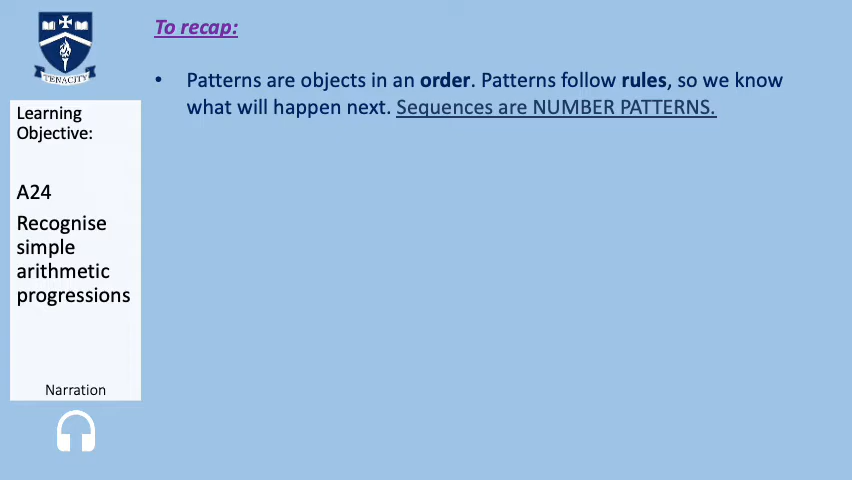 TENACITY
To recap:
• Patterns are objects in an order. Patterns follow rules, so we know
what will happen next. Sequences are NUMBER PATTERNS.
Learning
Objective:
A24
Recognise
simple
arithmetic
progressions
Narration